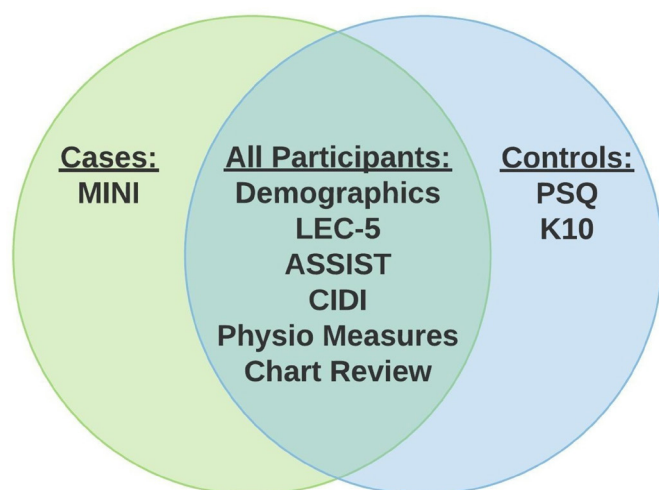 Cases:
MINI
All Participants:
Demographics
LEC-5
ASSIST
CIDI
Physio Measures
Chart Review
Controls:
PSQ
K10